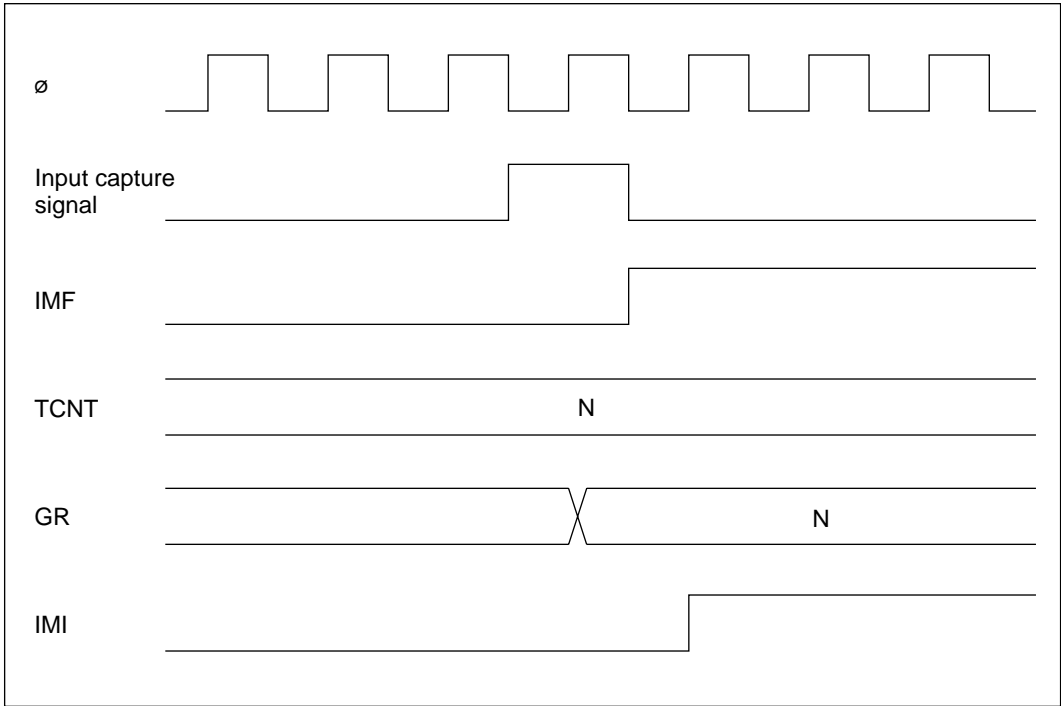 ø
Input capture
signal
IMF
TCNT
N
GR
N
IMI